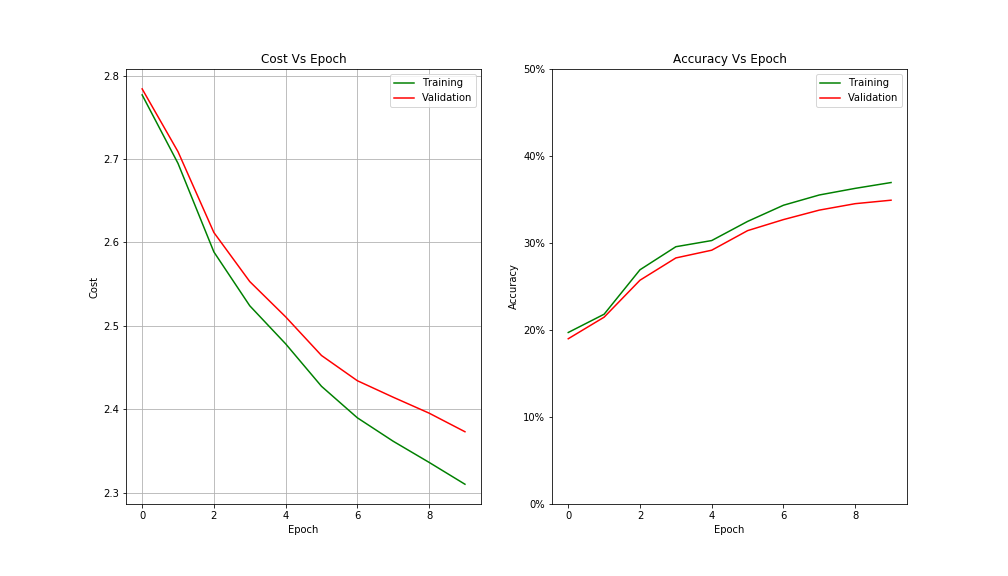 Cost Vs Epoch
Training
Validation
2.8
2.7
2.6
2.5
2.4
2.3
Cost
0 2 4 6 8
Epoch
Accuracy Vs Epoch
Training
Validation
50%
40%
30%
20%
10%
0%
Accuracy
0 2 4 6 8
Epoch